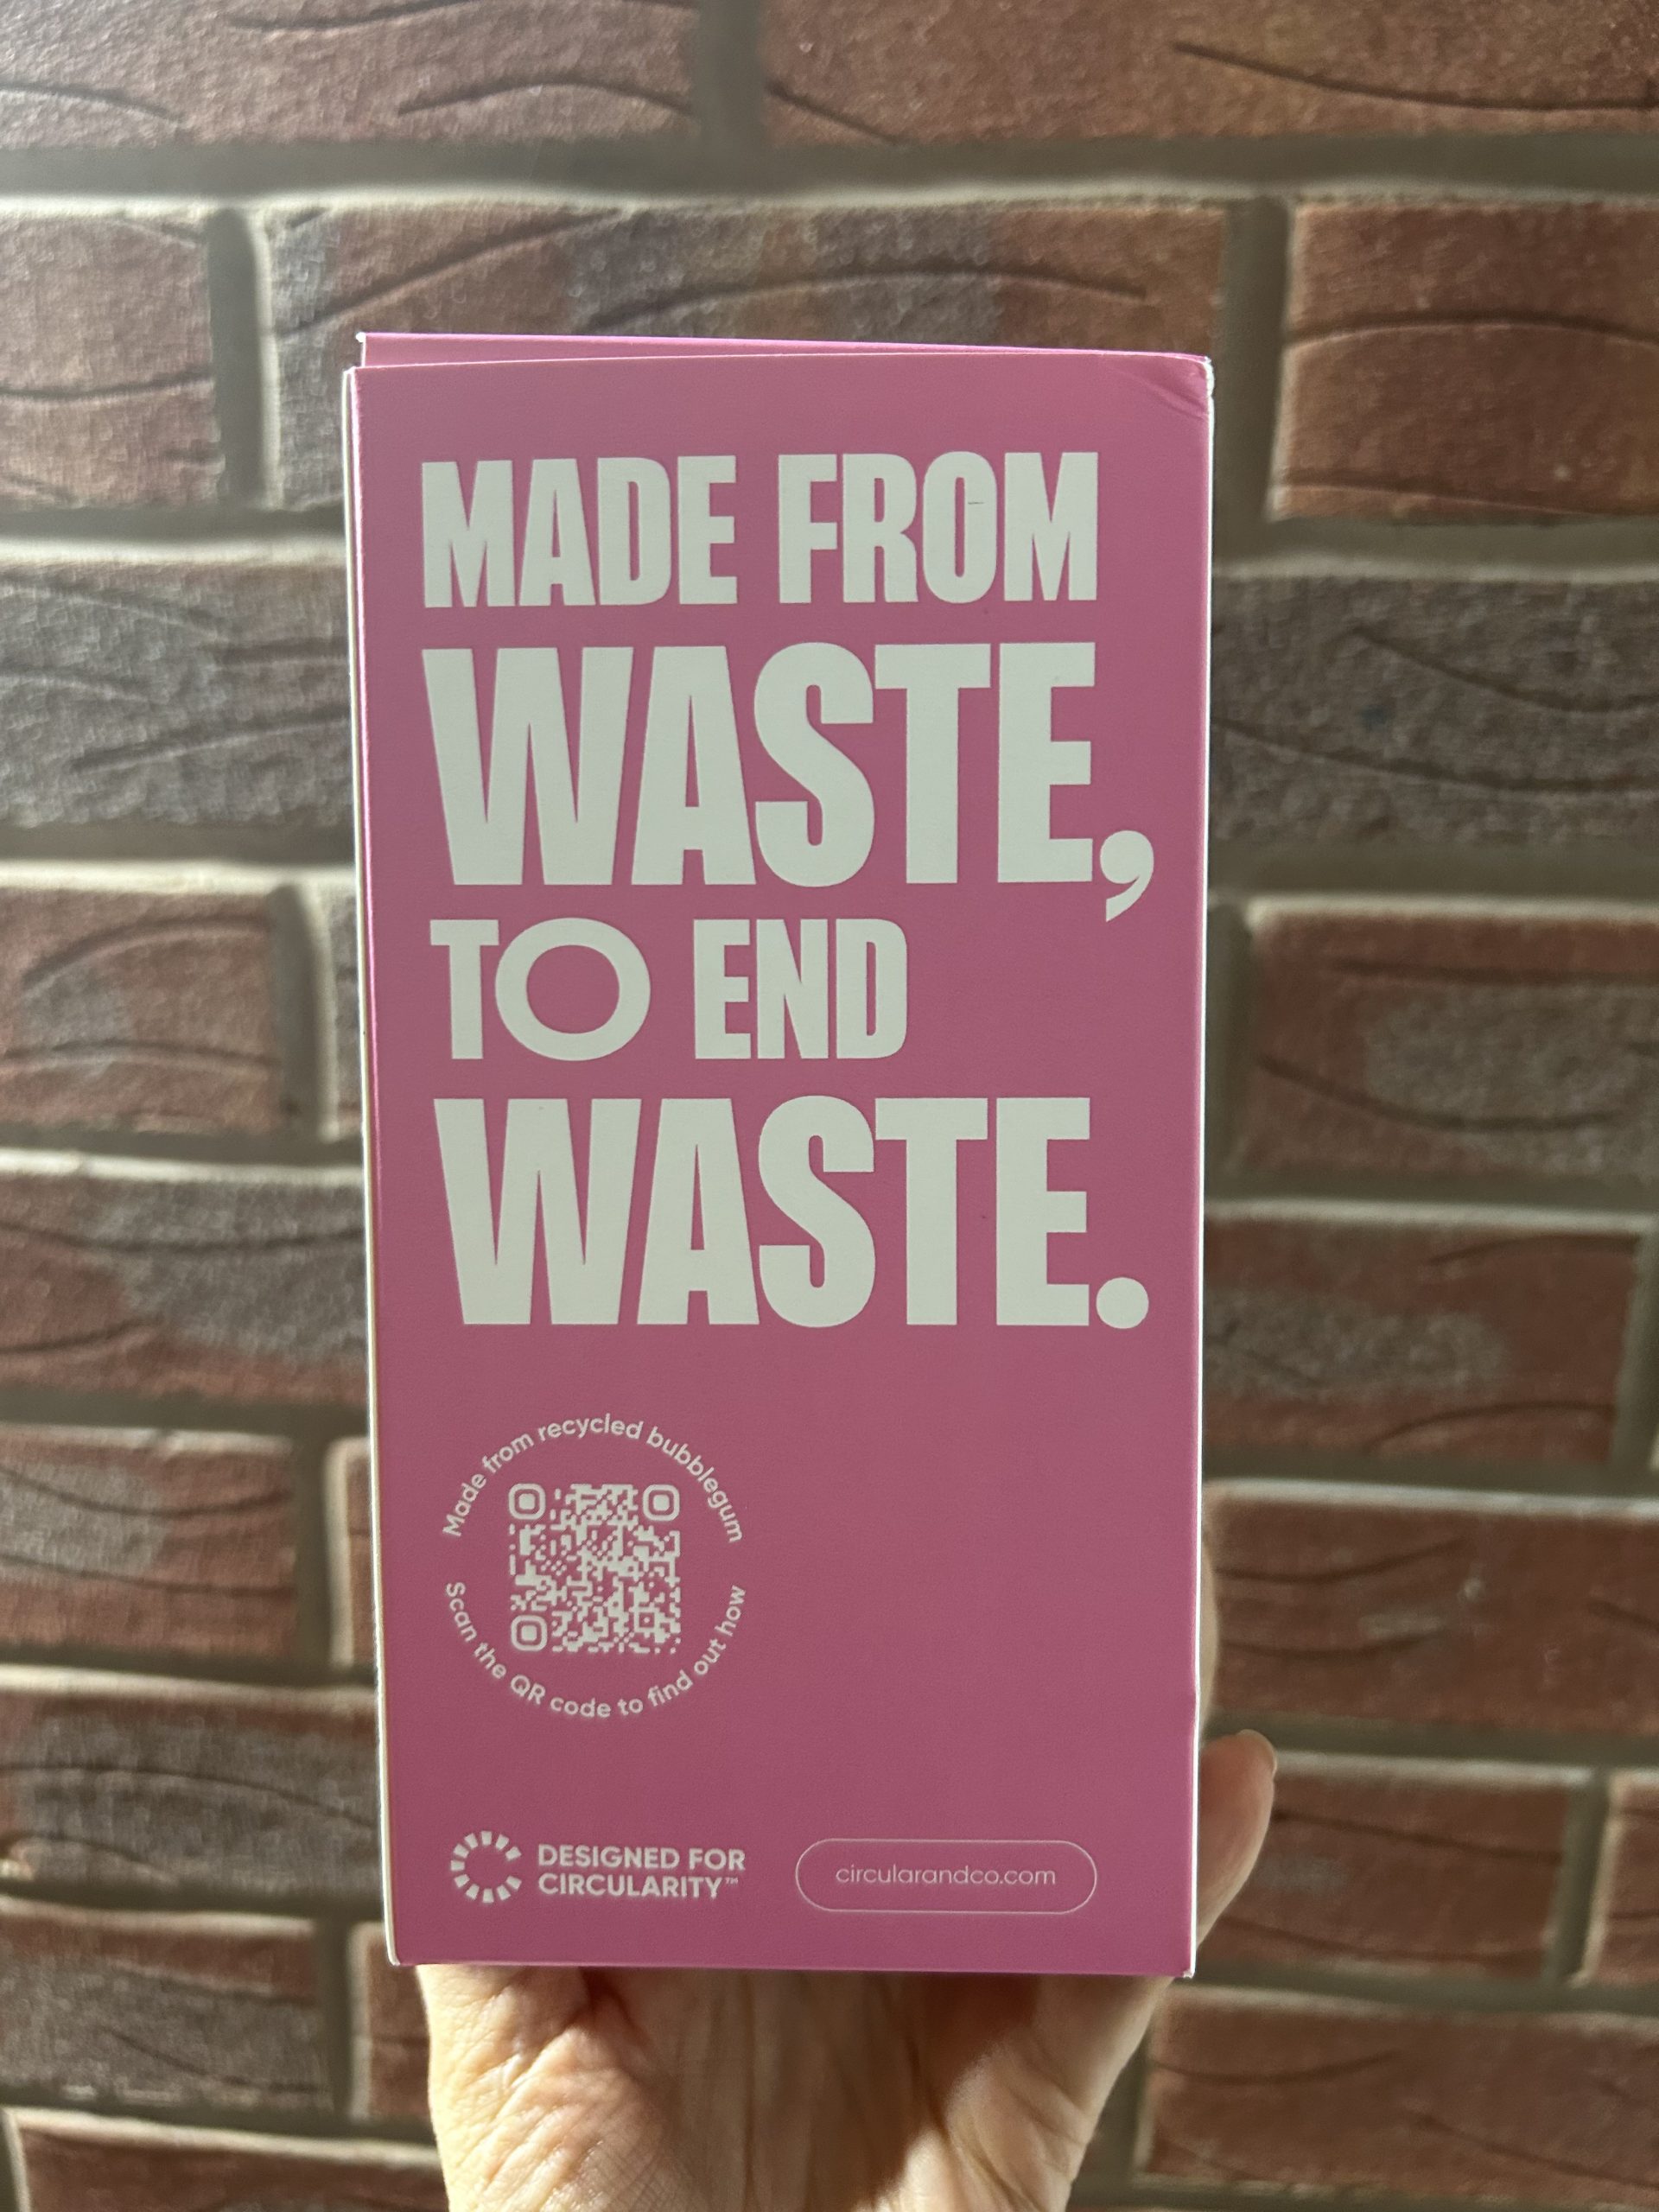 MADE FROM
WASTE,
TO END
WASTE.
Made from recycled bubblegum
Scan the QR code to find out how
DESIGNED FOR
CIRCULARITY™
circularandco.com